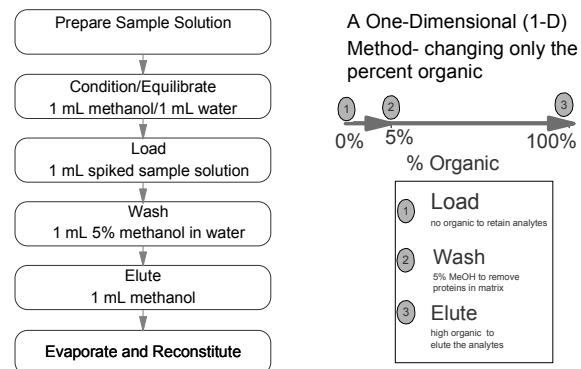 Prepare Sample Solution
Condition/Equilibrate
1 mL methanol/1 mL water
Load
1 mL spiked sample solution
Wash
1 mL 5% methanol in water
Elute
1 mL methanol
Evaporate and Reconstitute
A One-Dimensional (1-D)
Method- changing only the
percent organic
1 2 3
0% 5% 100%
% Organic
1 Load
no organic to retain analytes
2 Wash
5% MeOH to remove
proteins in matrix
3 Elute
high organic to
elute the analytes